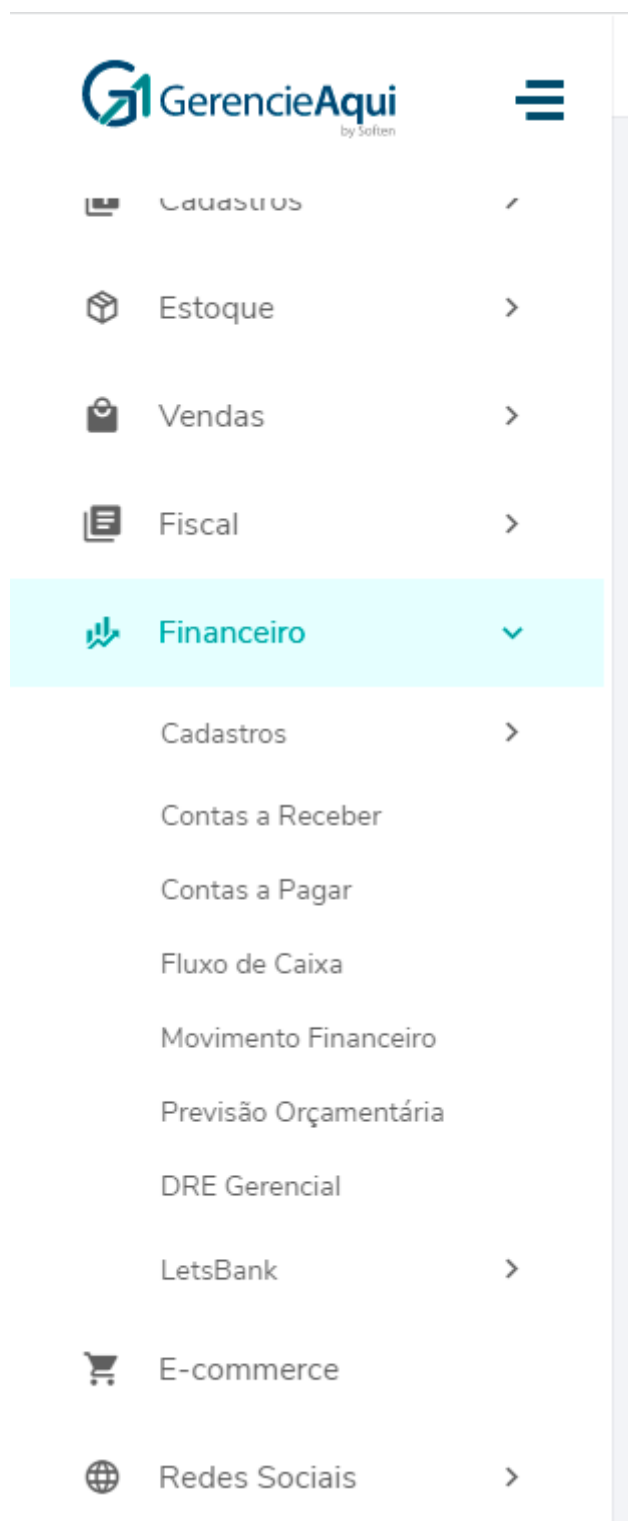 GerencieAqui
by Soften
Cadastros
Estoque
Vendas
Fiscal
Financeiro
Cadastros
Contas a Receber
Contas a Pagar
Fluxo de Caixa
Movimento Financeiro
Previsão Orçamentária
DRE Gerencial
LetsBank
E-commerce
Redes Sociais